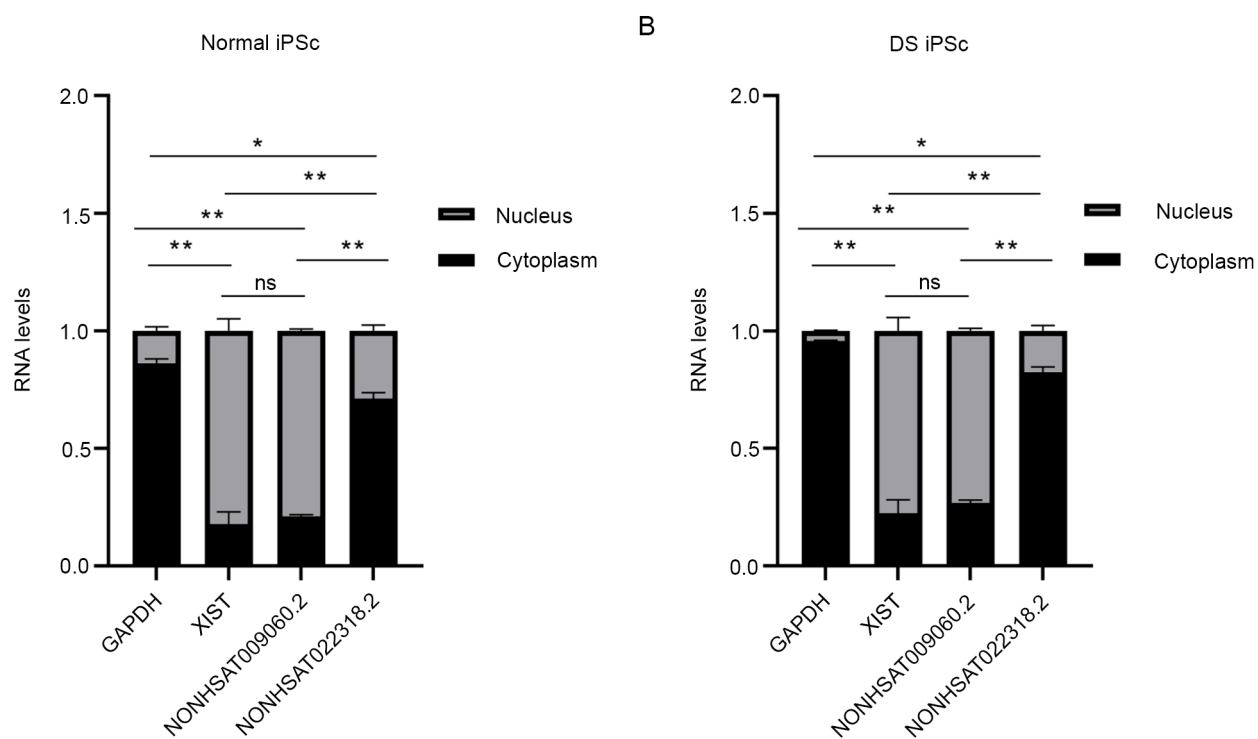 B
Normal iPSc
DS iPSc
2.0
1.5
1.0
0.5
0.0
RNA levels
*
**
**
**
**
ns
Nucleus
Cytoplasm
GAPDH
XIST
NONHSAT009060.2
NONHSAT022318.2
2.0
1.5
1.0
0.5
0.0
RNA levels
*
**
**
**
**
ns
Nucleus
Cytoplasm
GAPDH
XIST
NONHSAT009060.2
NONHSAT022318.2